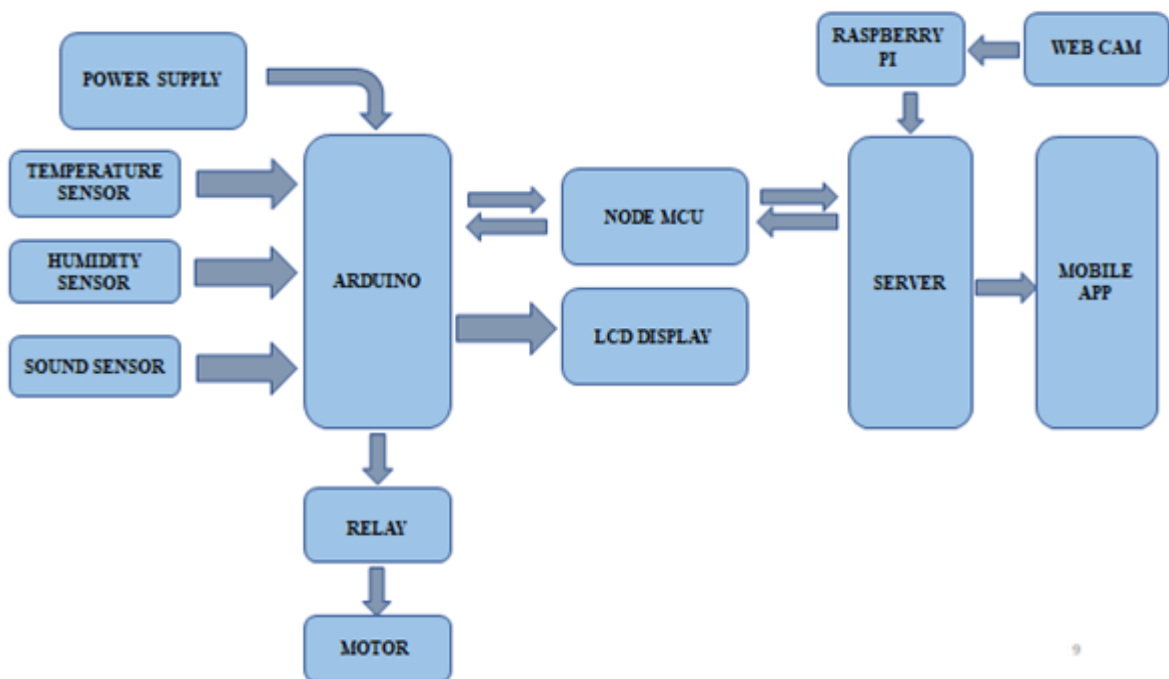 POWER SUPPLY
RASPBERRY
PI
WEB CAM
TEMPERATURE
SENSOR
HUMIDITY
SENSOR
SOUND SENSOR
ARDUINO
NODE MCU
LCD DISPLAY
SERVER
MOBILE
APP
RELAY
MOTOR
9